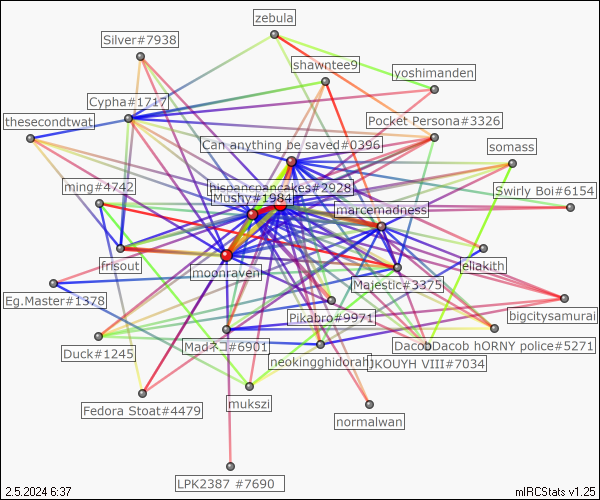 zebula
Silver#7938
shawntee9
yoshimanden
Cypha#1717
thesecondtwat
Pocket Persona#3326
Can anything be saved#0396
somass
hispanspancakes#2928
ming#4742
Swirly Boi#6154
Mushy#1984
marcemadness
frisout
moonraven
eliakith
Majestic#3375
Eg.Master#1378
Pikabro#9971
bigcitysamurai
Madネコ#6901
DacobDacob hORNY police#5271
Duck#1245
neokingghidorah
JKOUYH VIII#7034
mukszi
Fedora Stoat#4479
normalwan
LPK2387 #7690
2.5.2024 6:37
mIRCStats v1.25